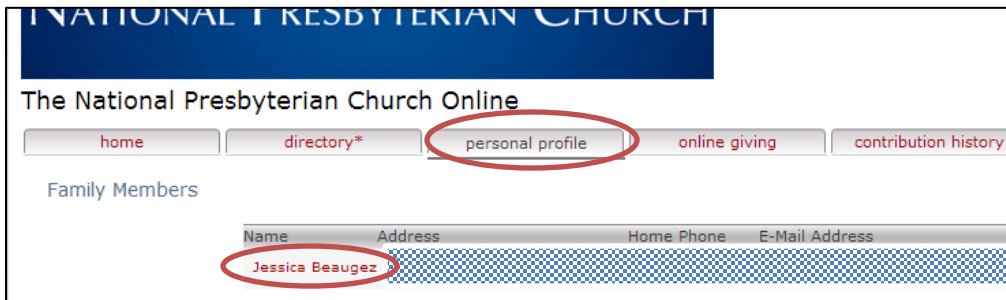 NATIONAL PRESBYTERIAN CHURCH
The National Presbyterian Church Online
home directory* personal profile online giving contribution history
Family Members
Name Address Home Phone E-Mail Address
Jessica Beaugez